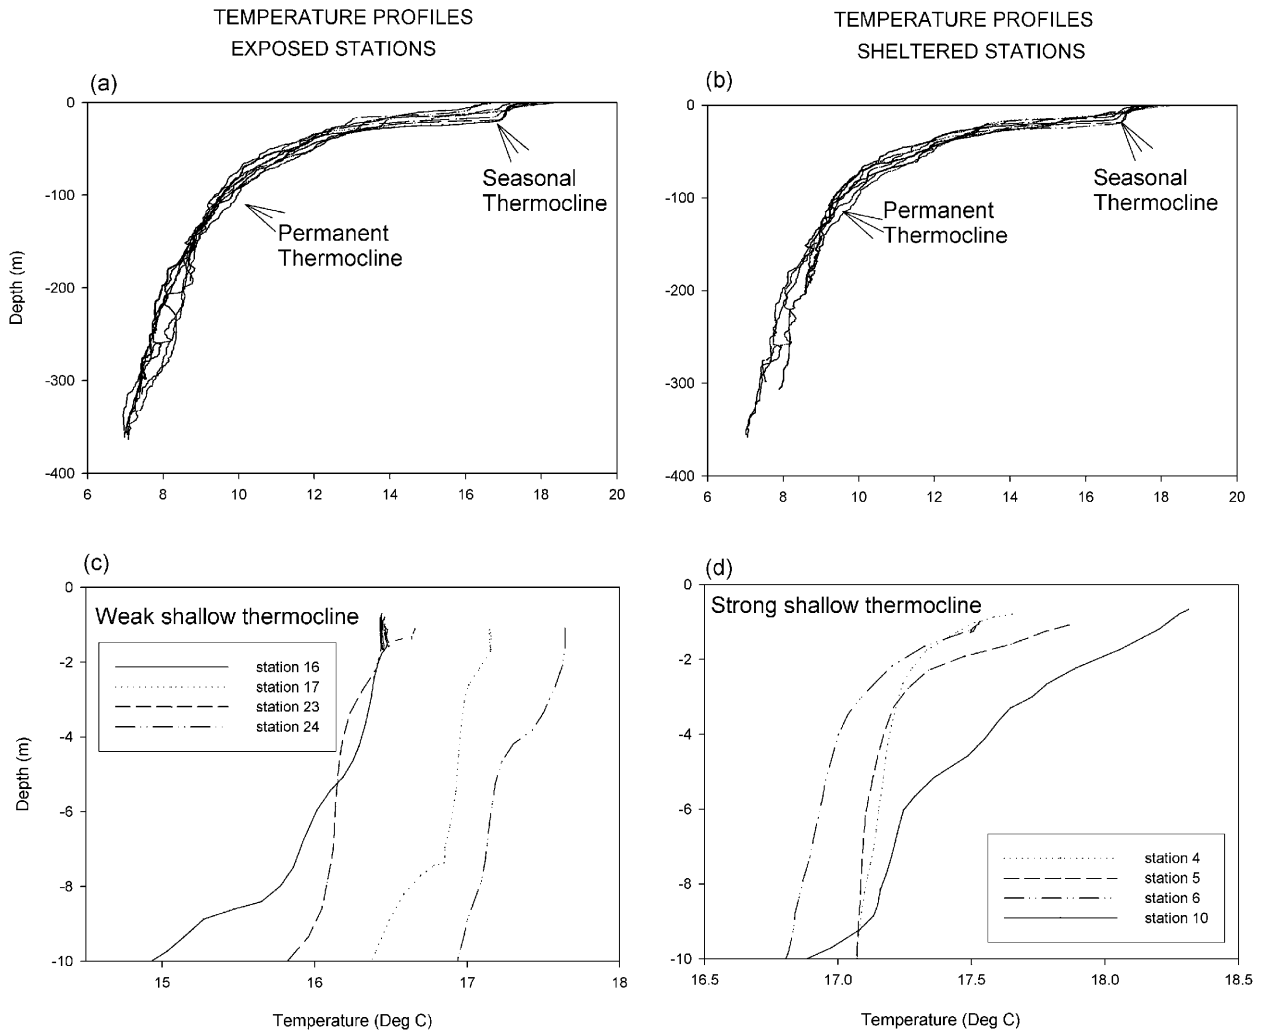 TEMPERATURE PROFILES
EXPOSED STATIONS
(a)
0
-100
-200
-300
-400
Depth (m)
6 8 10 12 14 16 18 20
Seasonal
Thermocline
Permanent
Thermocline
TEMPERATURE PROFILES
SHELTERED STATIONS
(b)
0
-100
-200
-300
-400
6 8 10 12 14 16 18 20
Seasonal
Thermocline
Permanent
Thermocline
(c)
0
-2
-4
-6
-8
-10
Depth (m)
Weak shallow thermocline
station 16
station 17
station 23
station 24
15 16 17 18
Temperature (Deg C)
(d)
0
-2
-4
-6
-8
-10
Strong shallow thermocline
station 4
station 5
station 6
station 10
16.5 17.0 17.5 18.0 18.5
Temperature (Deg C)